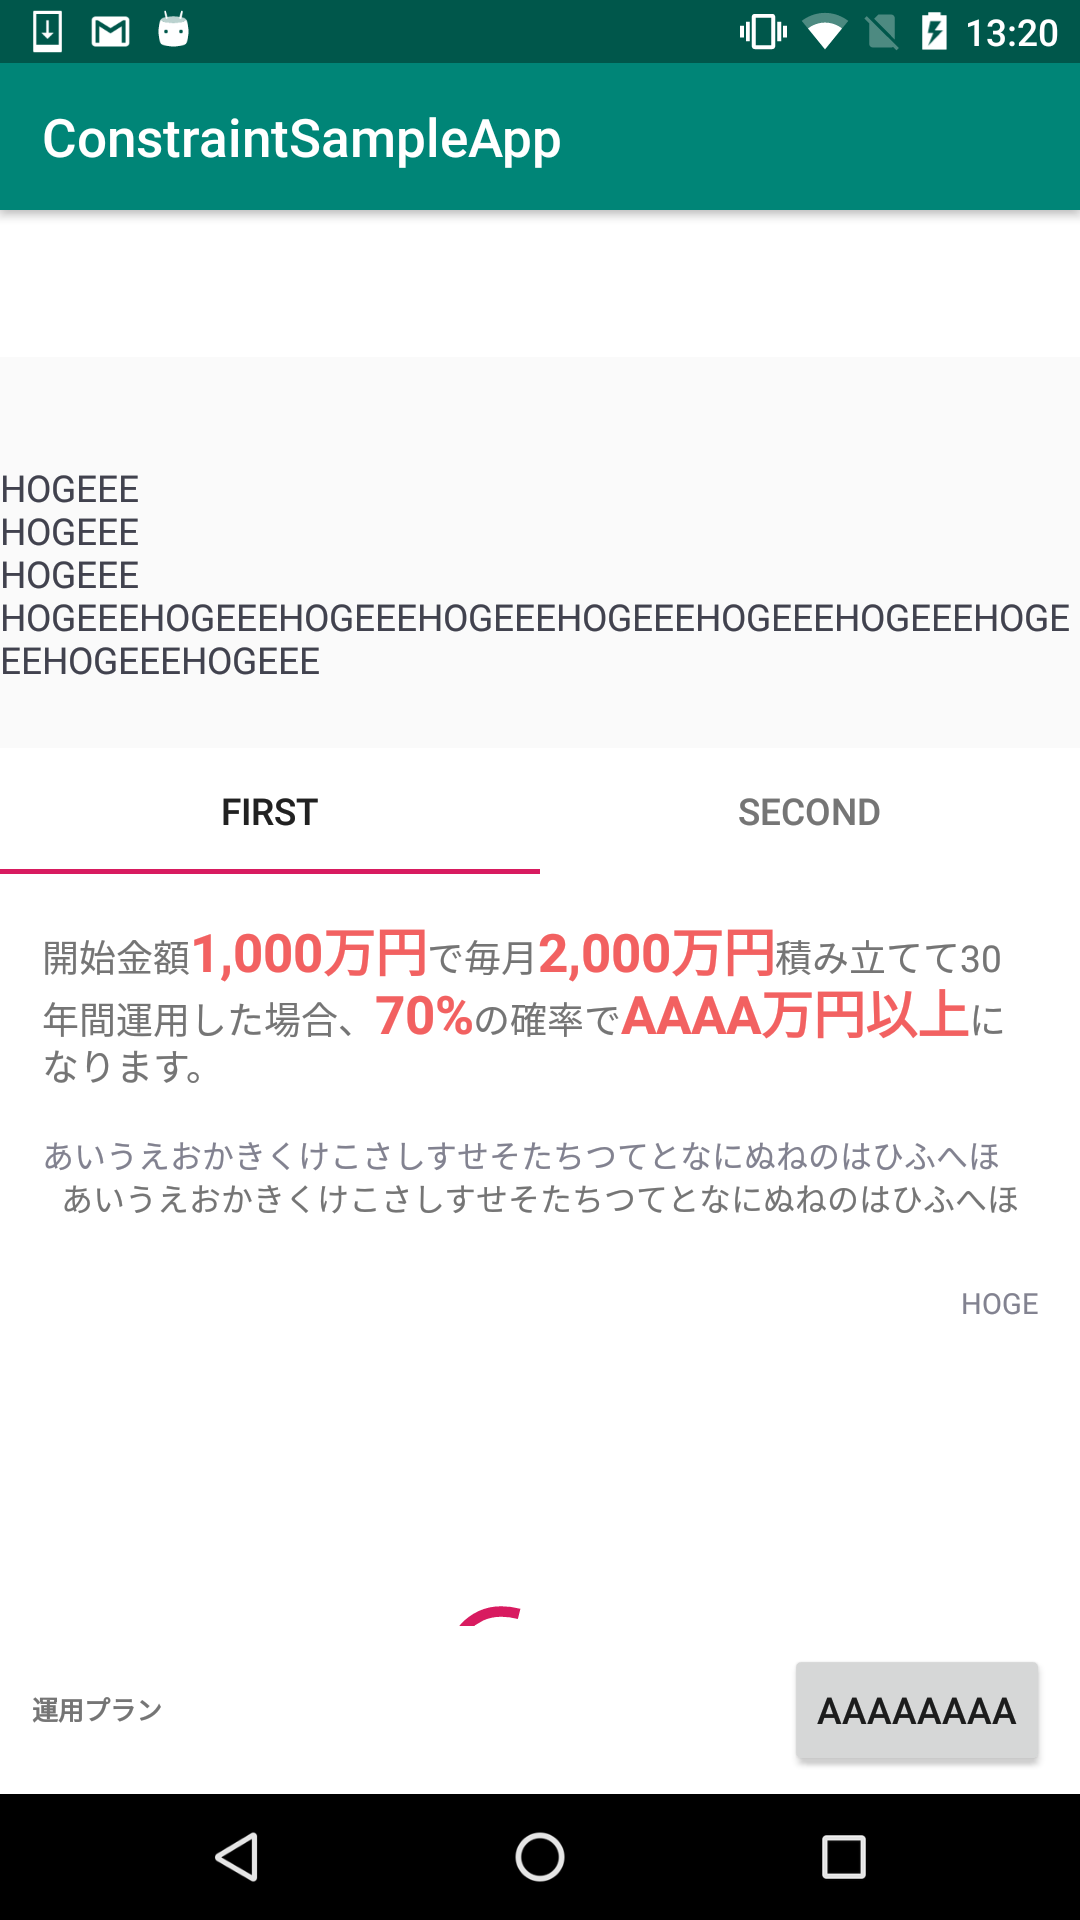 13:20
ConstraintSampleApp
HOGEEE
HOGEEE
HOGEEE
HOGEEEHOGEEEHOGEEEHOGEEEHOGEEEHOGEEEHOGEEEHOGE
EEHOGEEEHOGEEE
FIRST SECOND
開始金額1,000万円で毎月2,000万円積み立てて30
年間運用した場合、70%の確率でAAAA万円以上に
なります。
あいうえおかきくけこさしすせそたちつてとなにぬねのはひふへほ
あいうえおかきくけこさしすせそたちつてとなにぬねのはひふへほ
HOGE
運用プラン AAAAAAAA